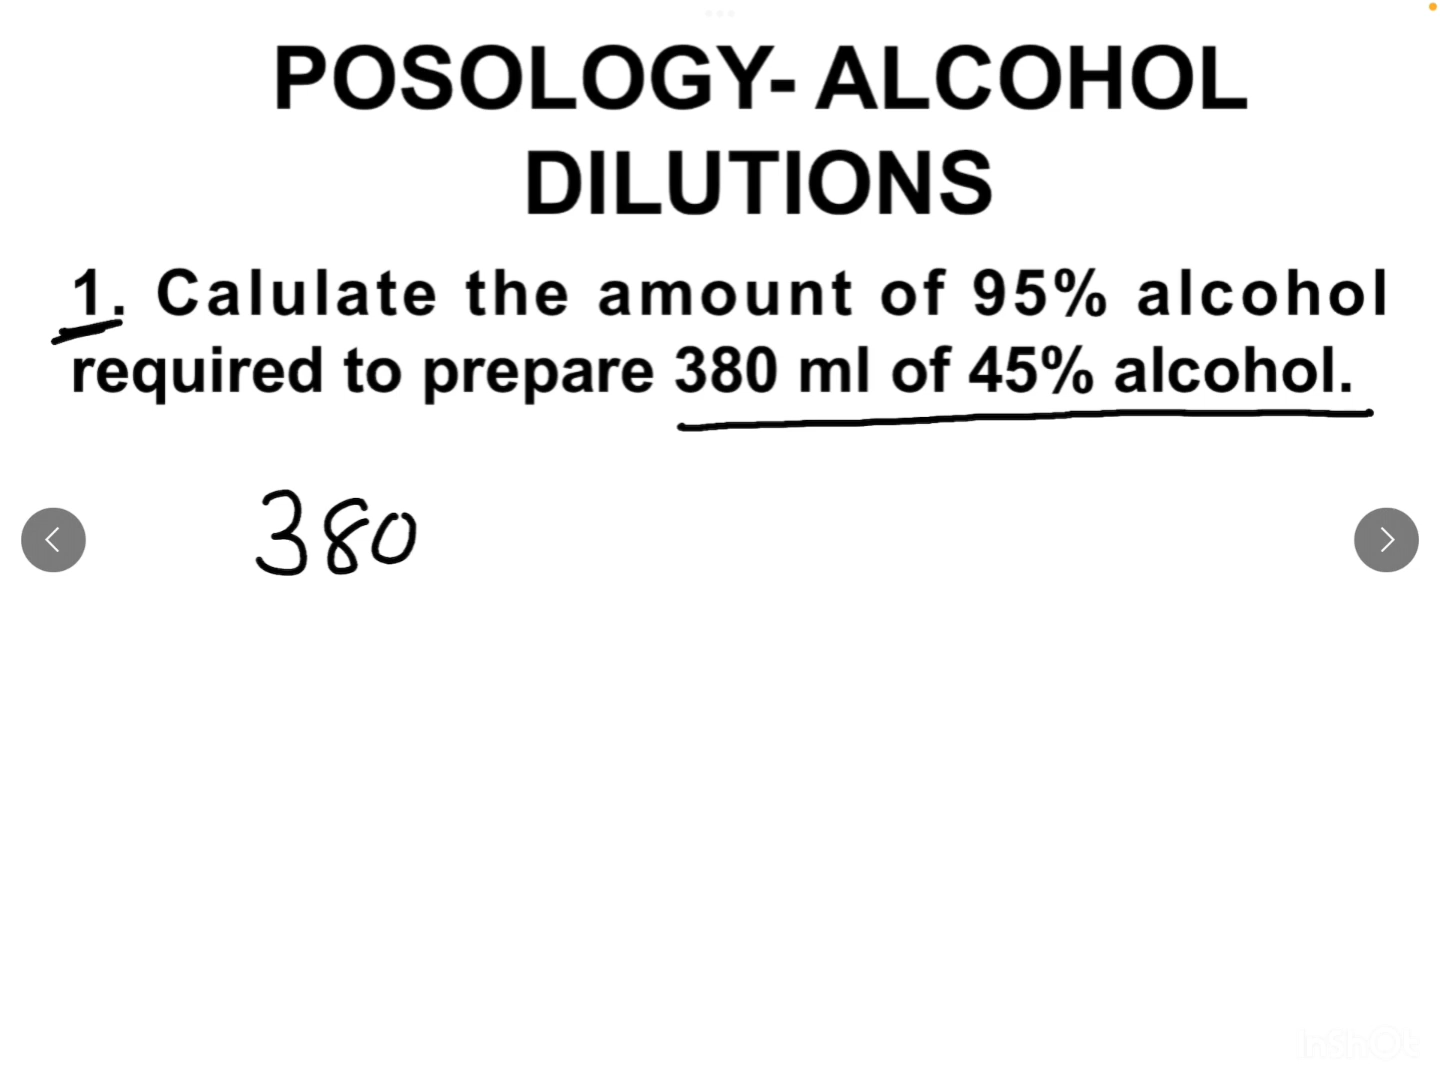 POSOLOGY- ALCOHOL
DILUTIONS
1. Calulate the amount of 95% alcohol
required to prepare 380 ml of 45% alcohol.
380
InShOt